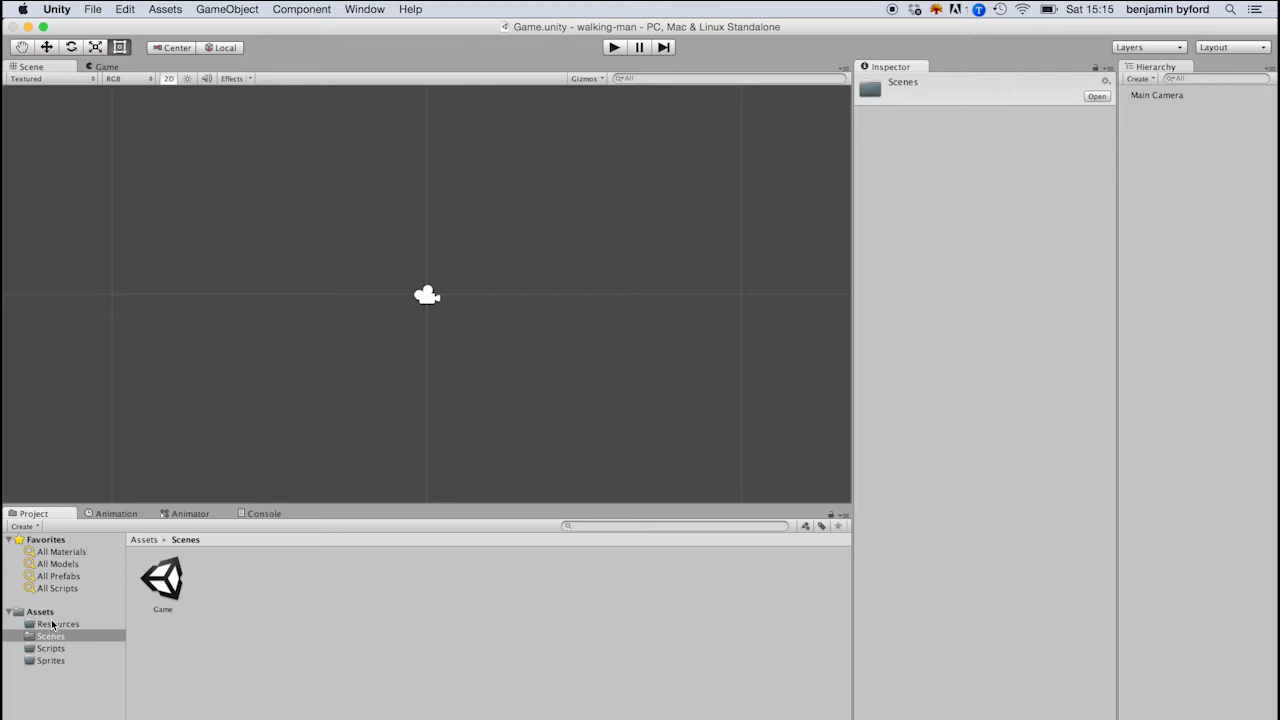 Unity File Edit Assets GameObject Component Window Help 1 Sat 15:15 benjamin byford
Game.unity - walking-man - PC, Mac & Linux Standalone
Center Local Layers Layout
Scene Game Inspector Hierarchy
Textured RGB 2D Effects Gizmos All Create All
Scenes
Open
Main Camera
Project Animation Animator Console
Create
Favorites Assets Scenes
All Materials
All Models
All Prefabs
All Scripts
Game
Assets
Resources
Scenes
Scripts
Sprites